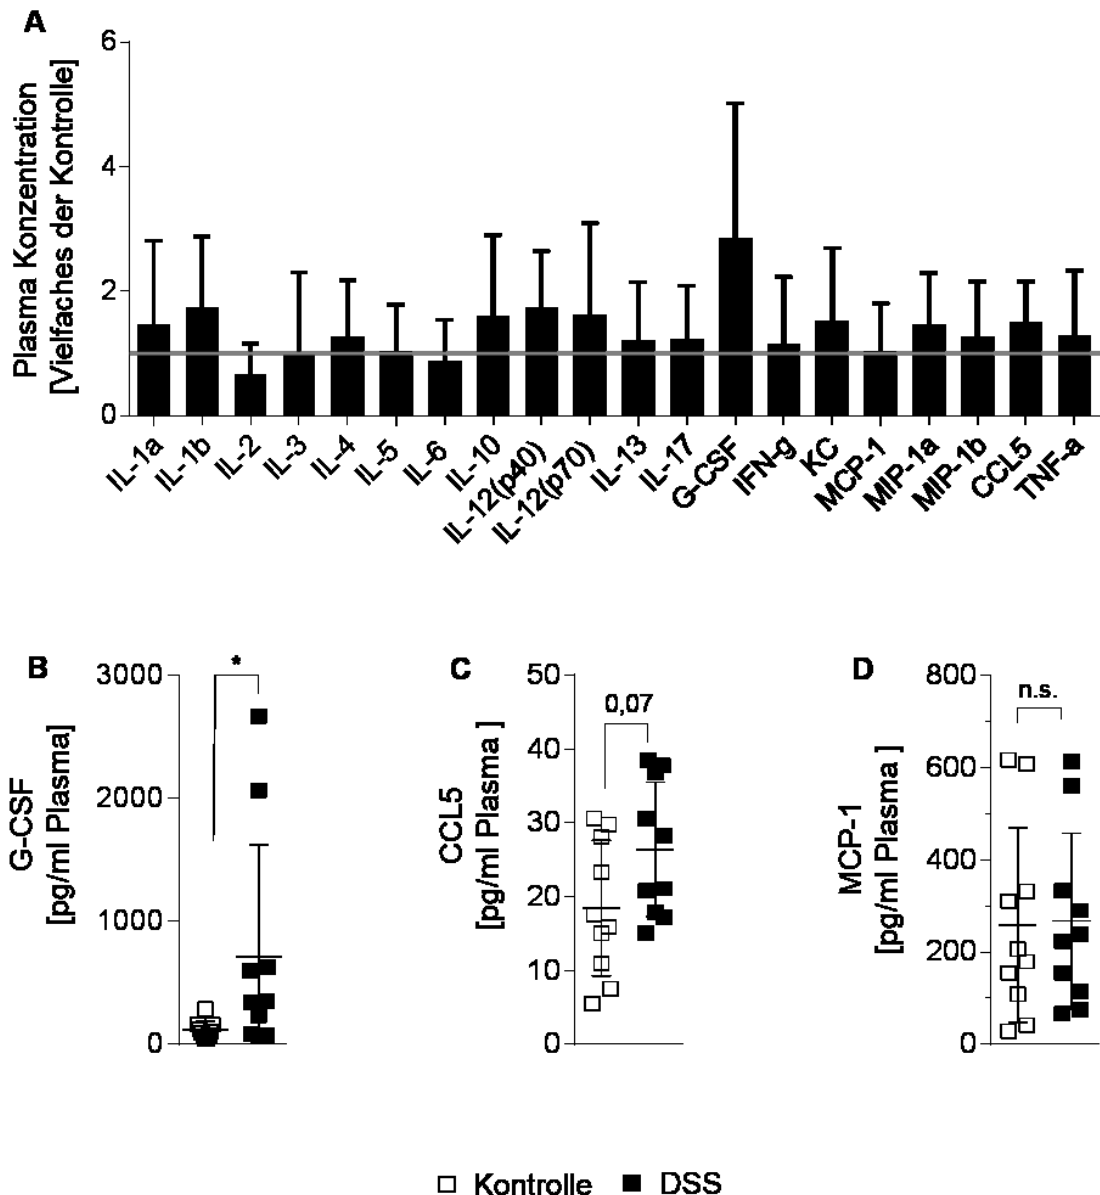 A
Plasma Konzentration
[Vielfaches der Kontrolle]
6
4
2
0
IL-1a
IL-1b
IL-2
IL-3
IL-4
IL-5
IL-6
IL-10
IL-12(p40)
IL-12(p70)
IL-13
IL-17
G-CSF
IFN-g
KC
MCP-1
MIP-1a
MIP-1b
CCL5
TNF-a
B
G-CSF
[pg/ml Plasma]
3000
2000
1000
0
*
C
CCL5
[pg/ml Plasma ]
50
40
30
20
10
0
0,07
D
MCP-1
[pg/ml Plasma ]
800
600
400
200
0
n.s.
Kontrolle DSS